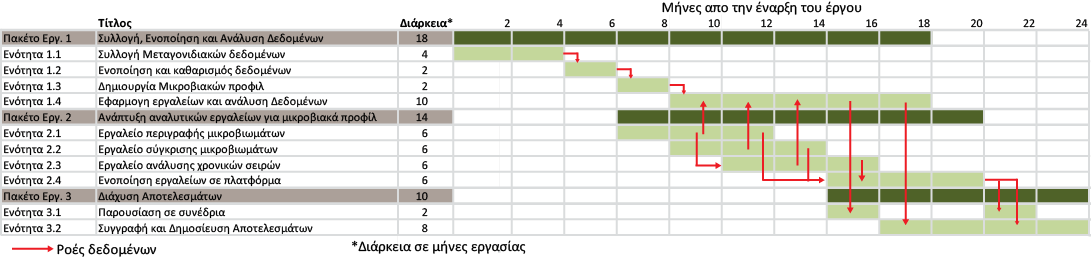 Μήνες απο την έναρξη του έργου
Τίτλος Διάρκεια* 2 4 6 8 10 12 14 16 18 20 22 24
Πακέτο Εργ. 1 Συλλογή, Ενοποίηση και Ανάλυση Δεδομένων 18
Ενότητα 1.1 Συλλογή Μεταγονιδιακών δεδομένων 4
Ενότητα 1.2 Ενοποίηση και καθαρισμός δεδομένων 2
Ενότητα 1.3 Δημιουργία Μικροβιακών προφιλ 2
Ενότητα 1.4 Εφαρμογη εργαλείων και ανάλυση Δεδομένων 10
Πακέτο Εργ. 2 Ανάπτυξη αναλυτικών εργαλείων για μικροβιακά προφίλ 14
Ενότητα 2.1 Εργαλείο περιγραφής μικροβιωμάτων 6
Ενότητα 2.2 Εργαλείο σύγκρισης μικροβιωμάτων 6
Ενότητα 2.3 Εργαλείο ανάλυσης χρονικών σειρών 6
Ενότητα 2.4 Ενοποίηση εργαλείων σε πλατφόρμα 6
Πακέτο Εργ. 3 Διάχυση Αποτελεσμάτων 10
Ενότητα 3.1 Παρουσίαση σε συνέδρια 2
Ενότητα 3.2 Συγγραφή και Δημοσίευση Αποτελεσμάτων 8
Ροές δεδομένων *Διάρκεια σε μήνες εργασίας